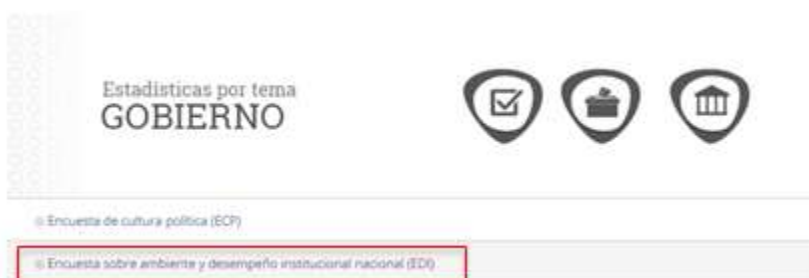 Estadísticas por tema
GOBIERNO
Encuesta de cultura política (ECP)
Encuesta sobre ambiente y desempeño institucional nacional (EDI)